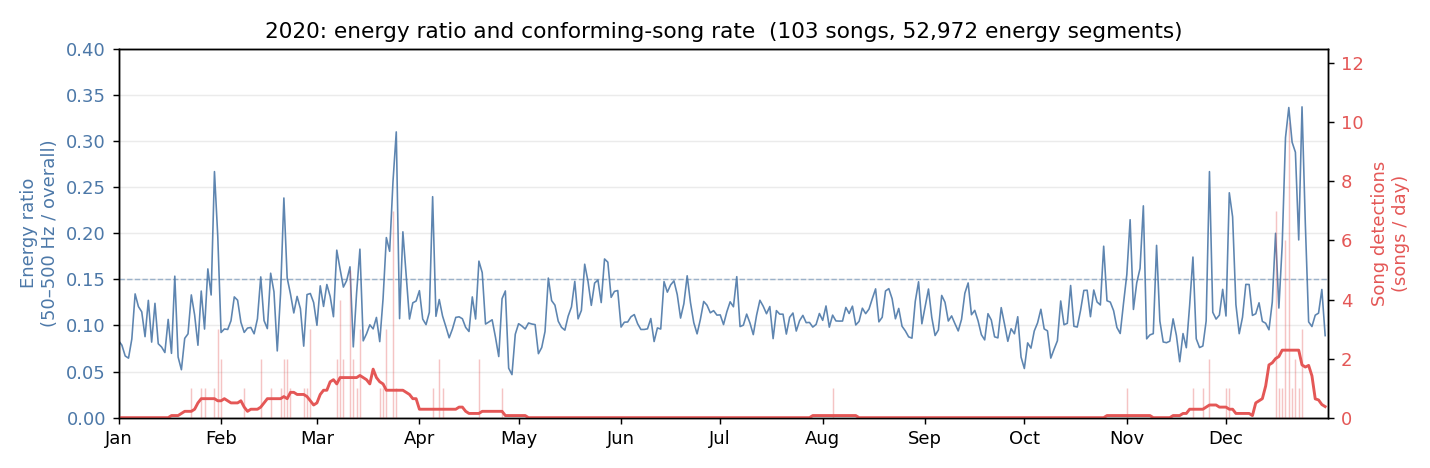 2020: energy ratio and conforming-song rate  (103 songs, 52,972 energy segments)
Energy ratio
(50–500 Hz / overall)
0.40
0.35
0.30
0.25
0.20
0.15
0.10
0.05
0.00
12
10
8
6
4
2
0
Song detections
(songs / day)
Jan Feb Mar Apr May Jun Jul Aug Sep Oct Nov Dec